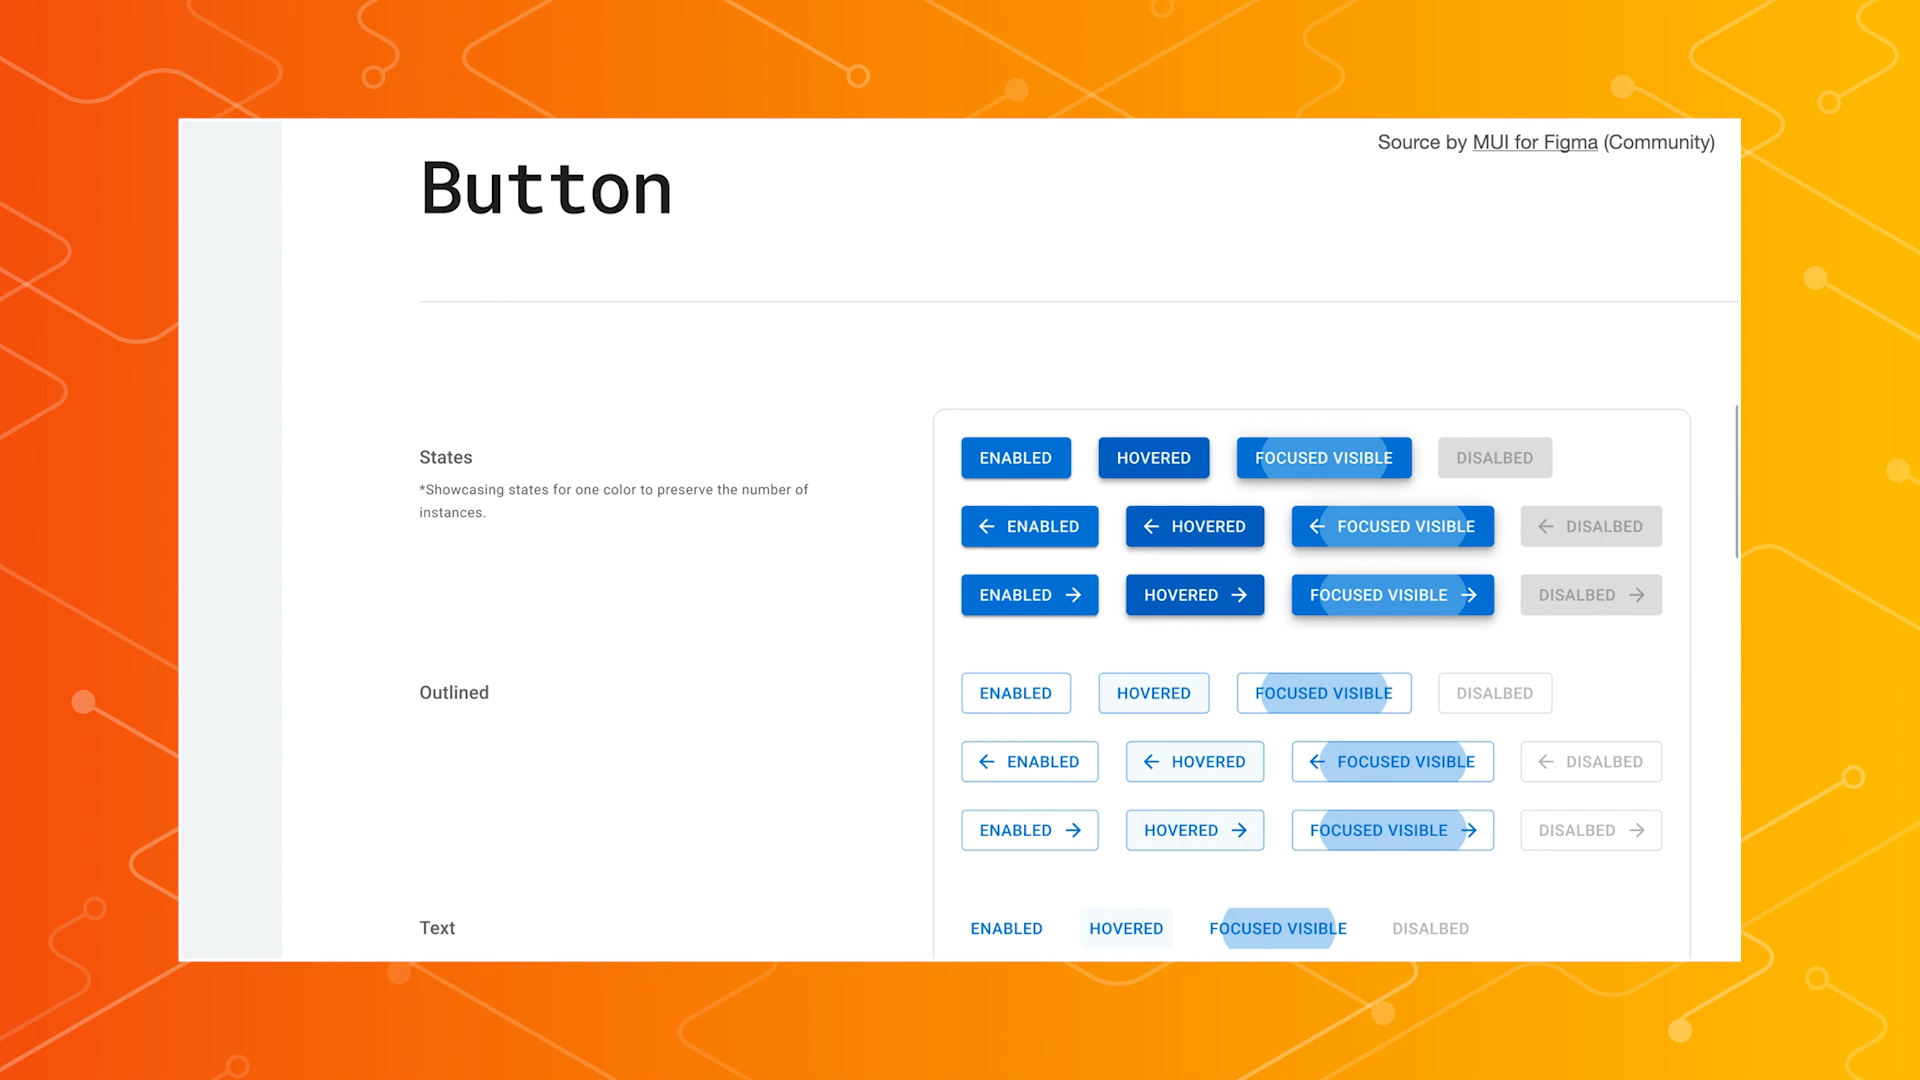 Source by MUI for Figma (Community)
Button
States
*Showcasing states for one color to preserve the number of
instances.
ENABLED HOVERED FOCUSED VISIBLE DISALBED
← ENABLED ← HOVERED ← FOCUSED VISIBLE ← DISALBED
ENABLED → HOVERED → FOCUSED VISIBLE → DISALBED →
Outlined
ENABLED HOVERED FOCUSED VISIBLE DISALBED
← ENABLED ← HOVERED ← FOCUSED VISIBLE ← DISALBED
ENABLED → HOVERED → FOCUSED VISIBLE → DISALBED →
Text
ENABLED HOVERED FOCUSED VISIBLE DISALBED